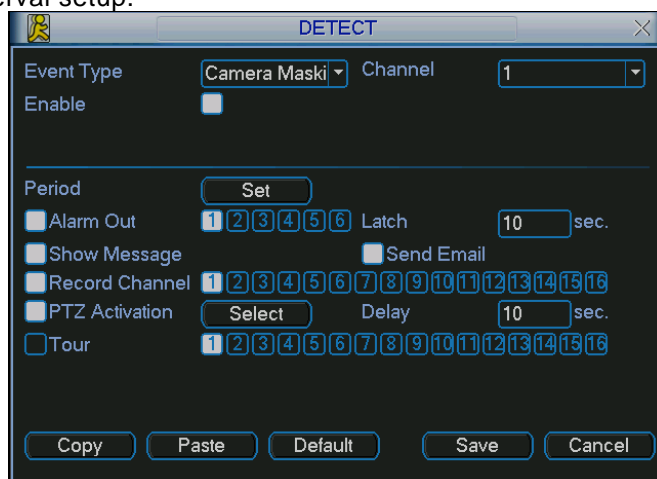 erval setup.
DETECT
Event Type Camera Maski Channel 1
Enable
Period Set
Alarm Out 1 2 3 4 5 6 Latch 10 sec.
Show Message Send Email
Record Channel 1 2 3 4 5 6 7 8 9 10 11 12 13 14 15 16
PTZ Activation Select Delay 10 sec.
Tour 1 2 3 4 5 6 7 8 9 10 11 12 13 14 15 16
Copy Paste Default Save Cancel